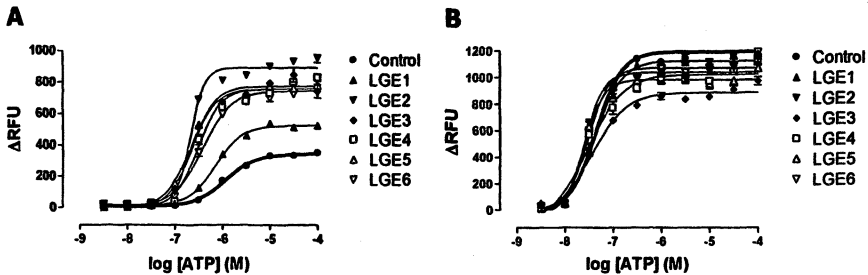 A
1000
800
600
400
200
0
ΔRFU
-9 -8 -7 -6 -5 -4
log [ATP] (M)
Control
LGE1
LGE2
LGE3
LGE4
LGE5
LGE6
B
1200
1000
800
600
400
200
0
ΔRFU
-9 -8 -7 -6 -5 -4
log [ATP] (M)
Control
LGE1
LGE2
LGE3
LGE4
LGE5
LGE6